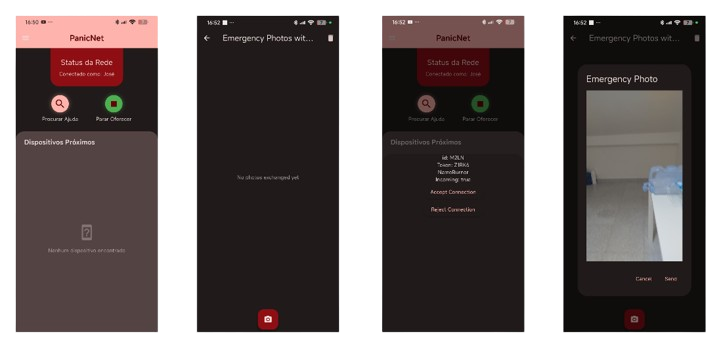 16:50
PanicNet
Status da Rede
Conectado como: José
Procurar Ajuda
Parar Oferecer
Dispositivos Próximos
Nenhum dispositivo encontrado
16:52
Emergency Photos wit...
No photos exchanged yet
16:52
PanicNet
Status da Rede
Conectado como: José
Procurar Ajuda
Parar Oferecer
Dispositivos Próximos
id: M2LN
Token: Z1RK6
Incoming: true
Accept Connection
Reject Connection
16:52
Emergency Photos wit...
Emergency Photo
Cancel
Send